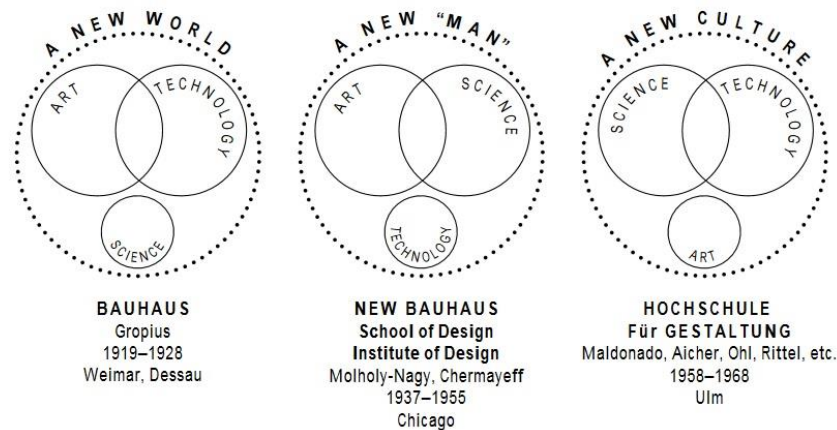 A NEW WORLD
ART
TECHNOLOGY
SCIENCE
BAUHAUS
Gropius
1919–1928
Weimar, Dessau
A NEW “MAN”
ART
SCIENCE
TECHNOLOGY
NEW BAUHAUS
School of Design
Institute of Design
Molholy-Nagy, Chermayeff
1937–1955
Chicago
A NEW CULTURE
SCIENCE
TECHNOLOGY
ART
HOCHSCHULE
Für GESTALTUNG
Maldonado, Aicher, Ohl, Rittel, etc.
1958–1968
Ulm